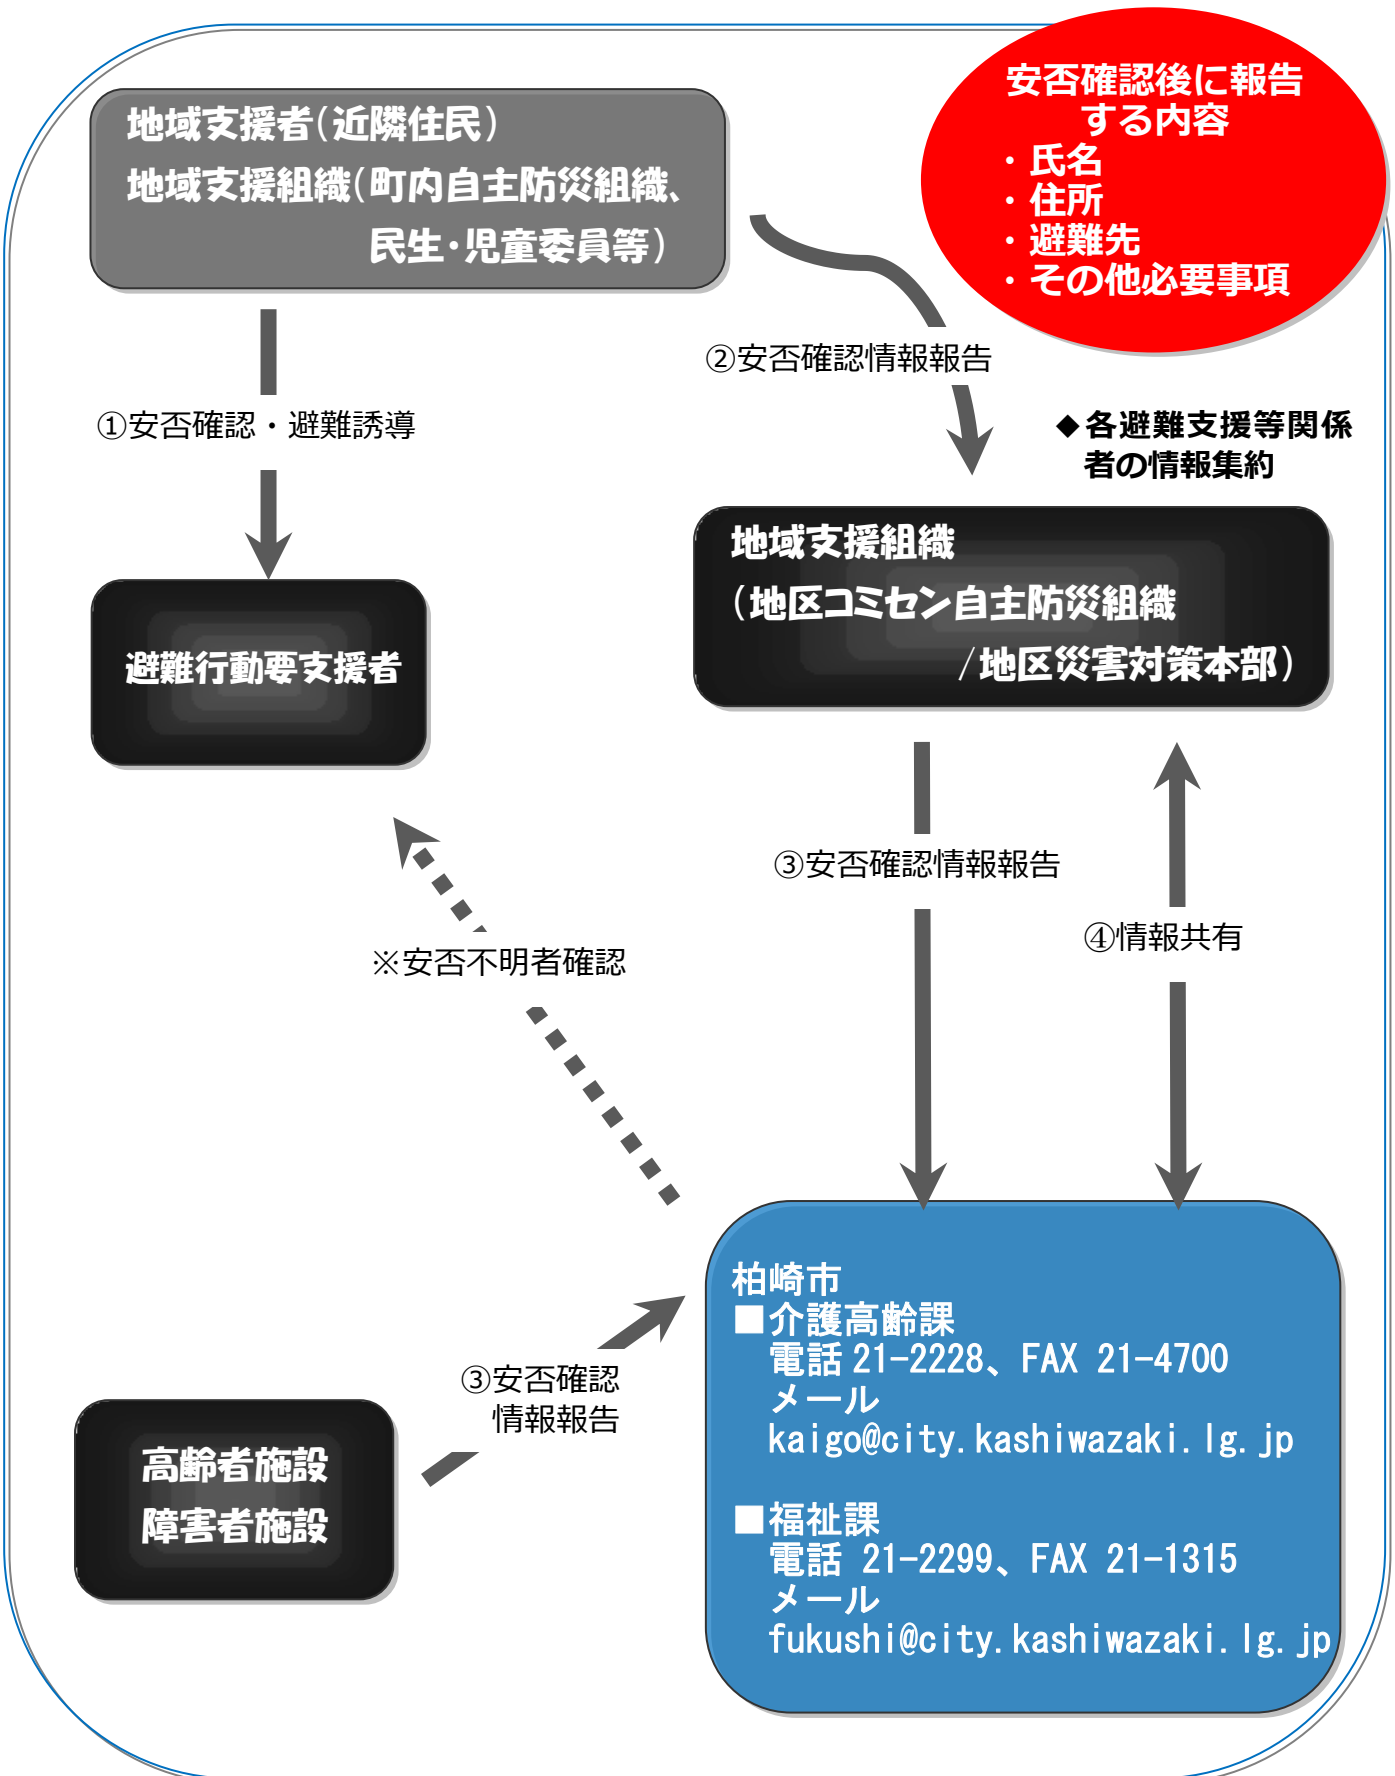 安否確認後に報告
する内容
・氏名
・住所
・避難先
・その他必要事項
地域支援者(近隣住民)
地域支援組織(町内自主防災組織、
民生・児童委員等)
②安否確認情報報告
①安否確認・避難誘導
◆各避難支援等関係
者の情報集約
地域支援組織
(地区コミセン自主防災組織
/地区災害対策本部)
避難行動要支援者
③安否確認情報報告
④情報共有
※安否不明者確認
柏崎市
■介護高齢課
電話 21-2228、FAX 21-4700
メール
kaigo@city.kashiwazaki.lg.jp
■福祉課
電話 21-2299、FAX 21-1315
メール
fukushi@city.kashiwazaki.lg.jp
③安否確認
情報報告
高齢者施設
障害者施設